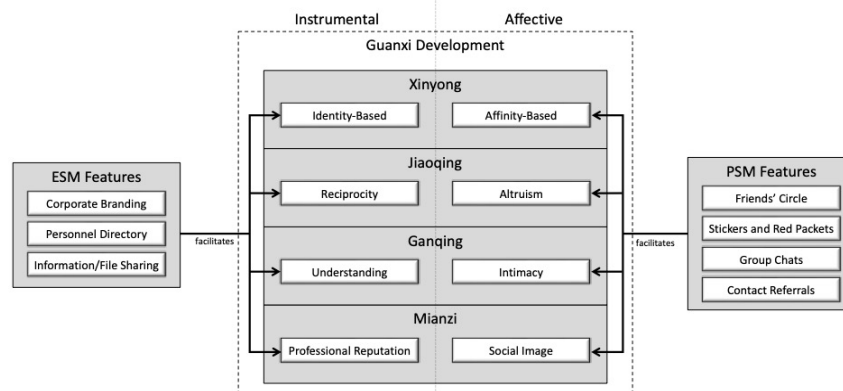 Instrumental Affective
Guanxi Development
Xinyong
Identity-Based Affinity-Based
Jiaoqing
Reciprocity Altruism
Ganqing
Understanding Intimacy
Mianzi
Professional Reputation Social Image
ESM Features
Corporate Branding
Personnel Directory
Information/File Sharing
facilitates
PSM Features
Friends' Circle
Stickers and Red Packets
Group Chats
Contact Referrals
facilitates